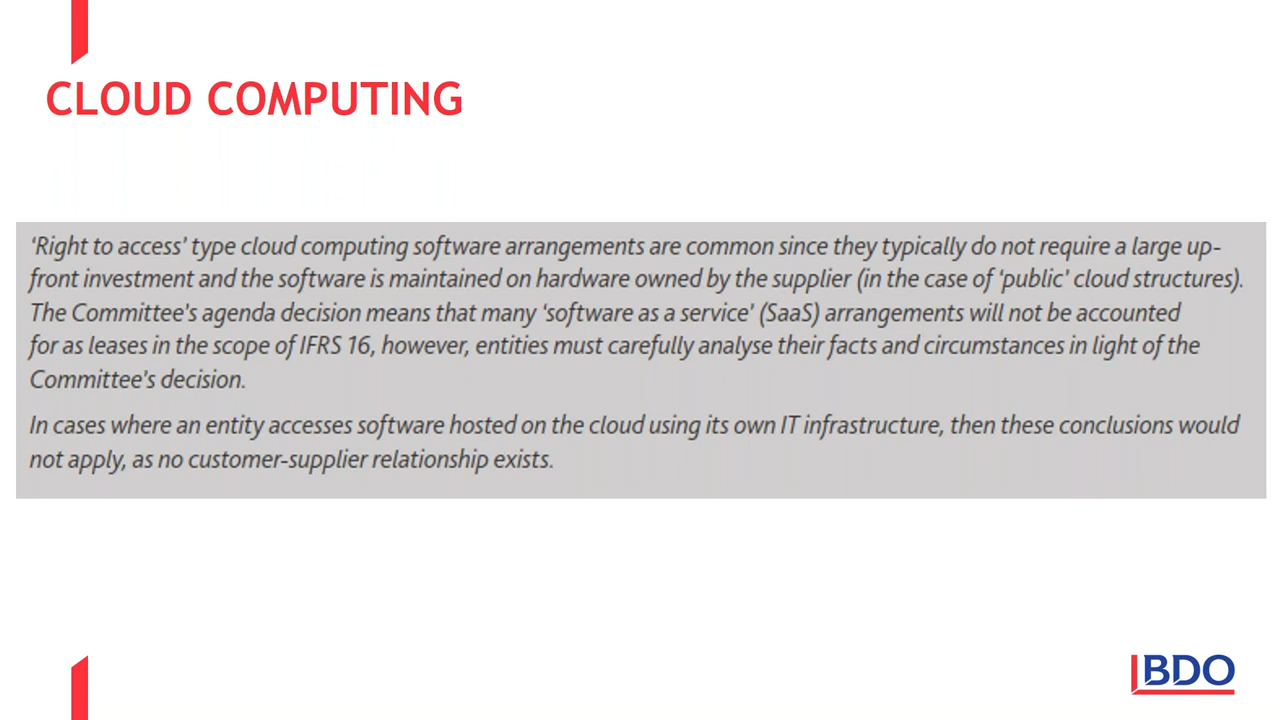 CLOUD COMPUTING
‘Right to access’ type cloud computing software arrangements are common since they typically do not require a large up-
front investment and the software is maintained on hardware owned by the supplier (in the case of ‘public’ cloud structures).
The Committee's agenda decision means that many ‘software as a service’ (SaaS) arrangements will not be accounted
for as leases in the scope of IFRS 16, however, entities must carefully analyse their facts and circumstances in light of the
Committee's decision.
In cases where an entity accesses software hosted on the cloud using its own IT infrastructure, then these conclusions would
not apply, as no customer-supplier relationship exists.
BDO